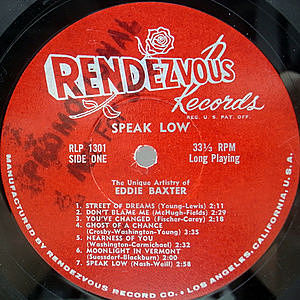 RENDEZVOUS
Records
REG. U. S. PAT. OFF.
SPEAK LOW
RLP 1301
SIDE ONE
33⅓ RPM
Long Playing
The Unique Artistry of
EDDIE BAXTER
1. STREET OF DREAMS (Young-Lewis) 2:11
2. DON'T BLAME ME (McHugh-Fields) 2:29
3. YOU'VE CHANGED (Fischer-Carey) 2:18
4. GHOST OF A CHANCE
(Crosby-Washington-Young) 3:17
5. NEARNESS OF YOU
(Washington-Carmichael) 2:32
6. MOONLIGHT IN VERMONT
(Suessdorf-Blackburn) 2:30
7. SPEAK LOW (Nash-Weill) 2:58
MANUFACTURED BY RENDEZVOUS RECORD CO. • LOS ANGELES, CALIFORNIA, U.S.A.